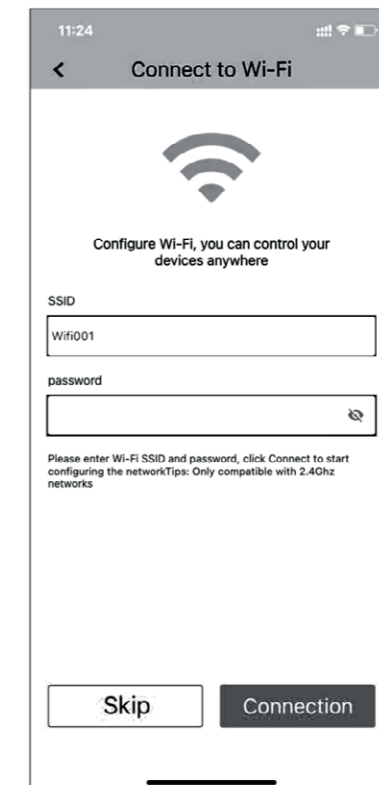 11:24
Connect to Wi-Fi
Configure Wi-Fi, you can control your
devices anywhere
SSID
Wifi001
password
Please enter Wi-Fi SSID and password, click Connect to start
configuring the networkTips: Only compatible with 2.4Ghz
networks
Skip
Connection